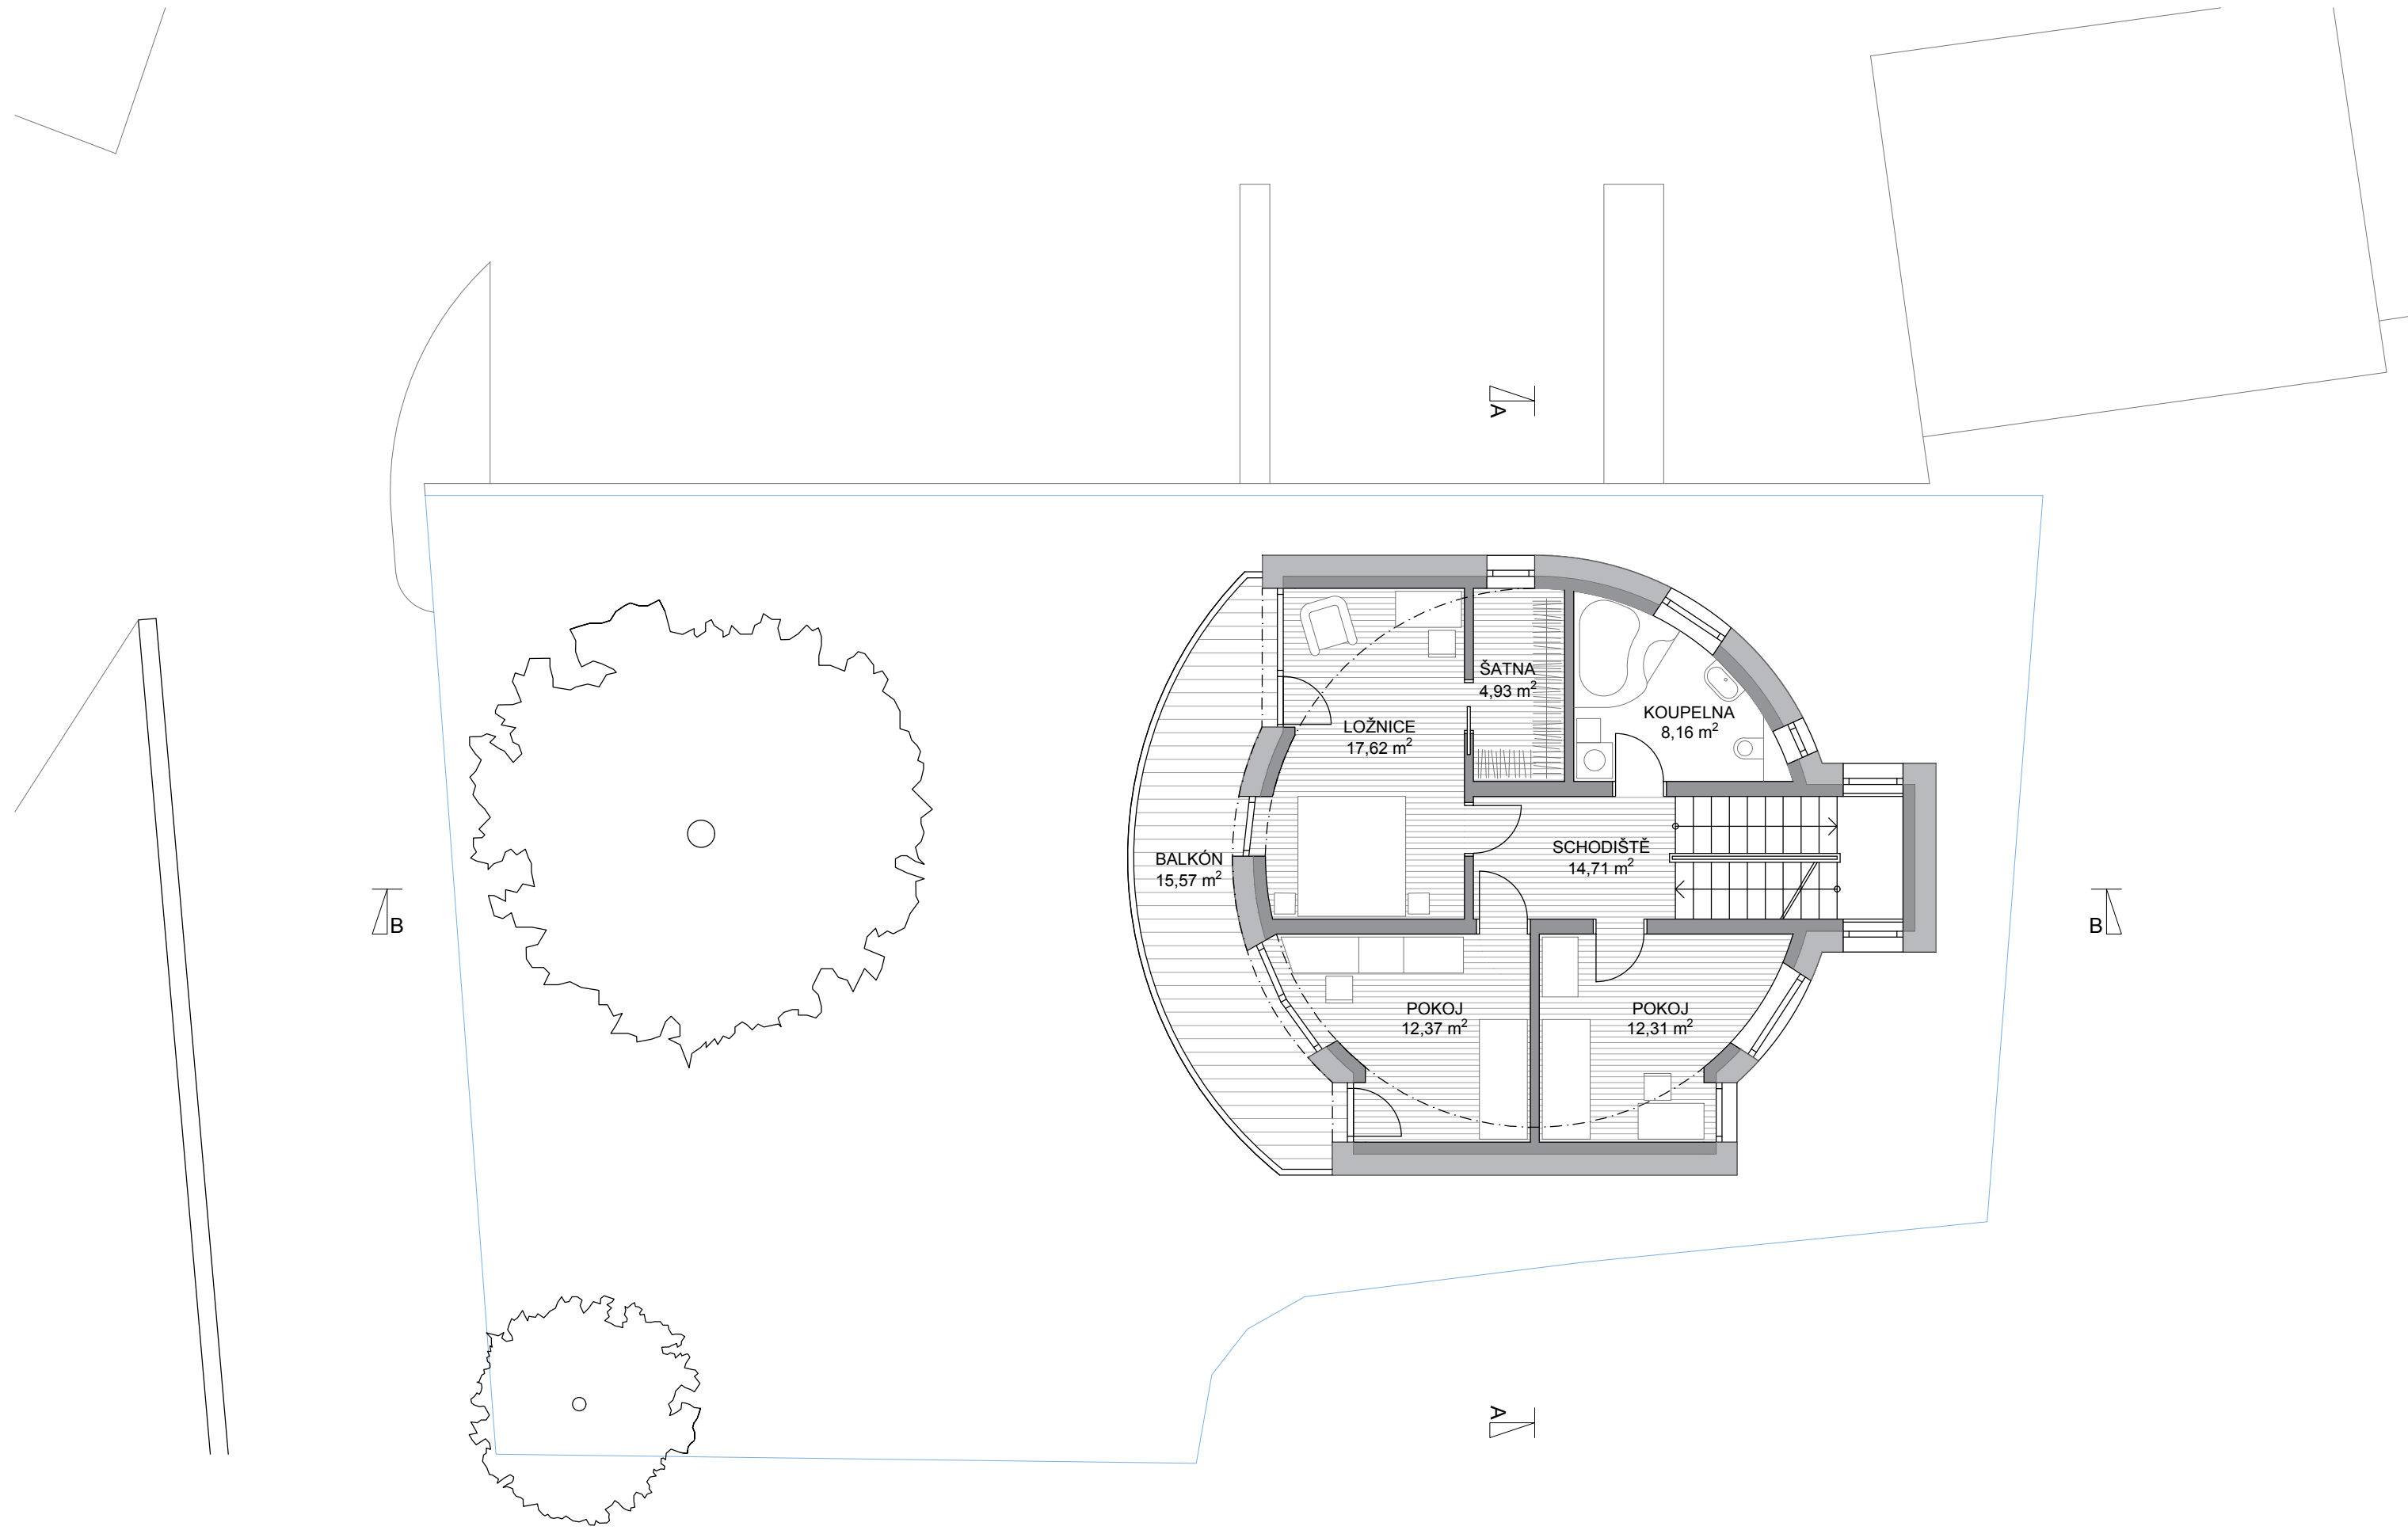 A
ŠATNA
4,93 m²
LOŽNICE
17,62 m²
KOUPELNA
8,16 m²
BALKÓN
15,57 m²
SCHODIŠTĚ
14,71 m²
B
B
POKOJ
12,37 m²
POKOJ
12,31 m²
A